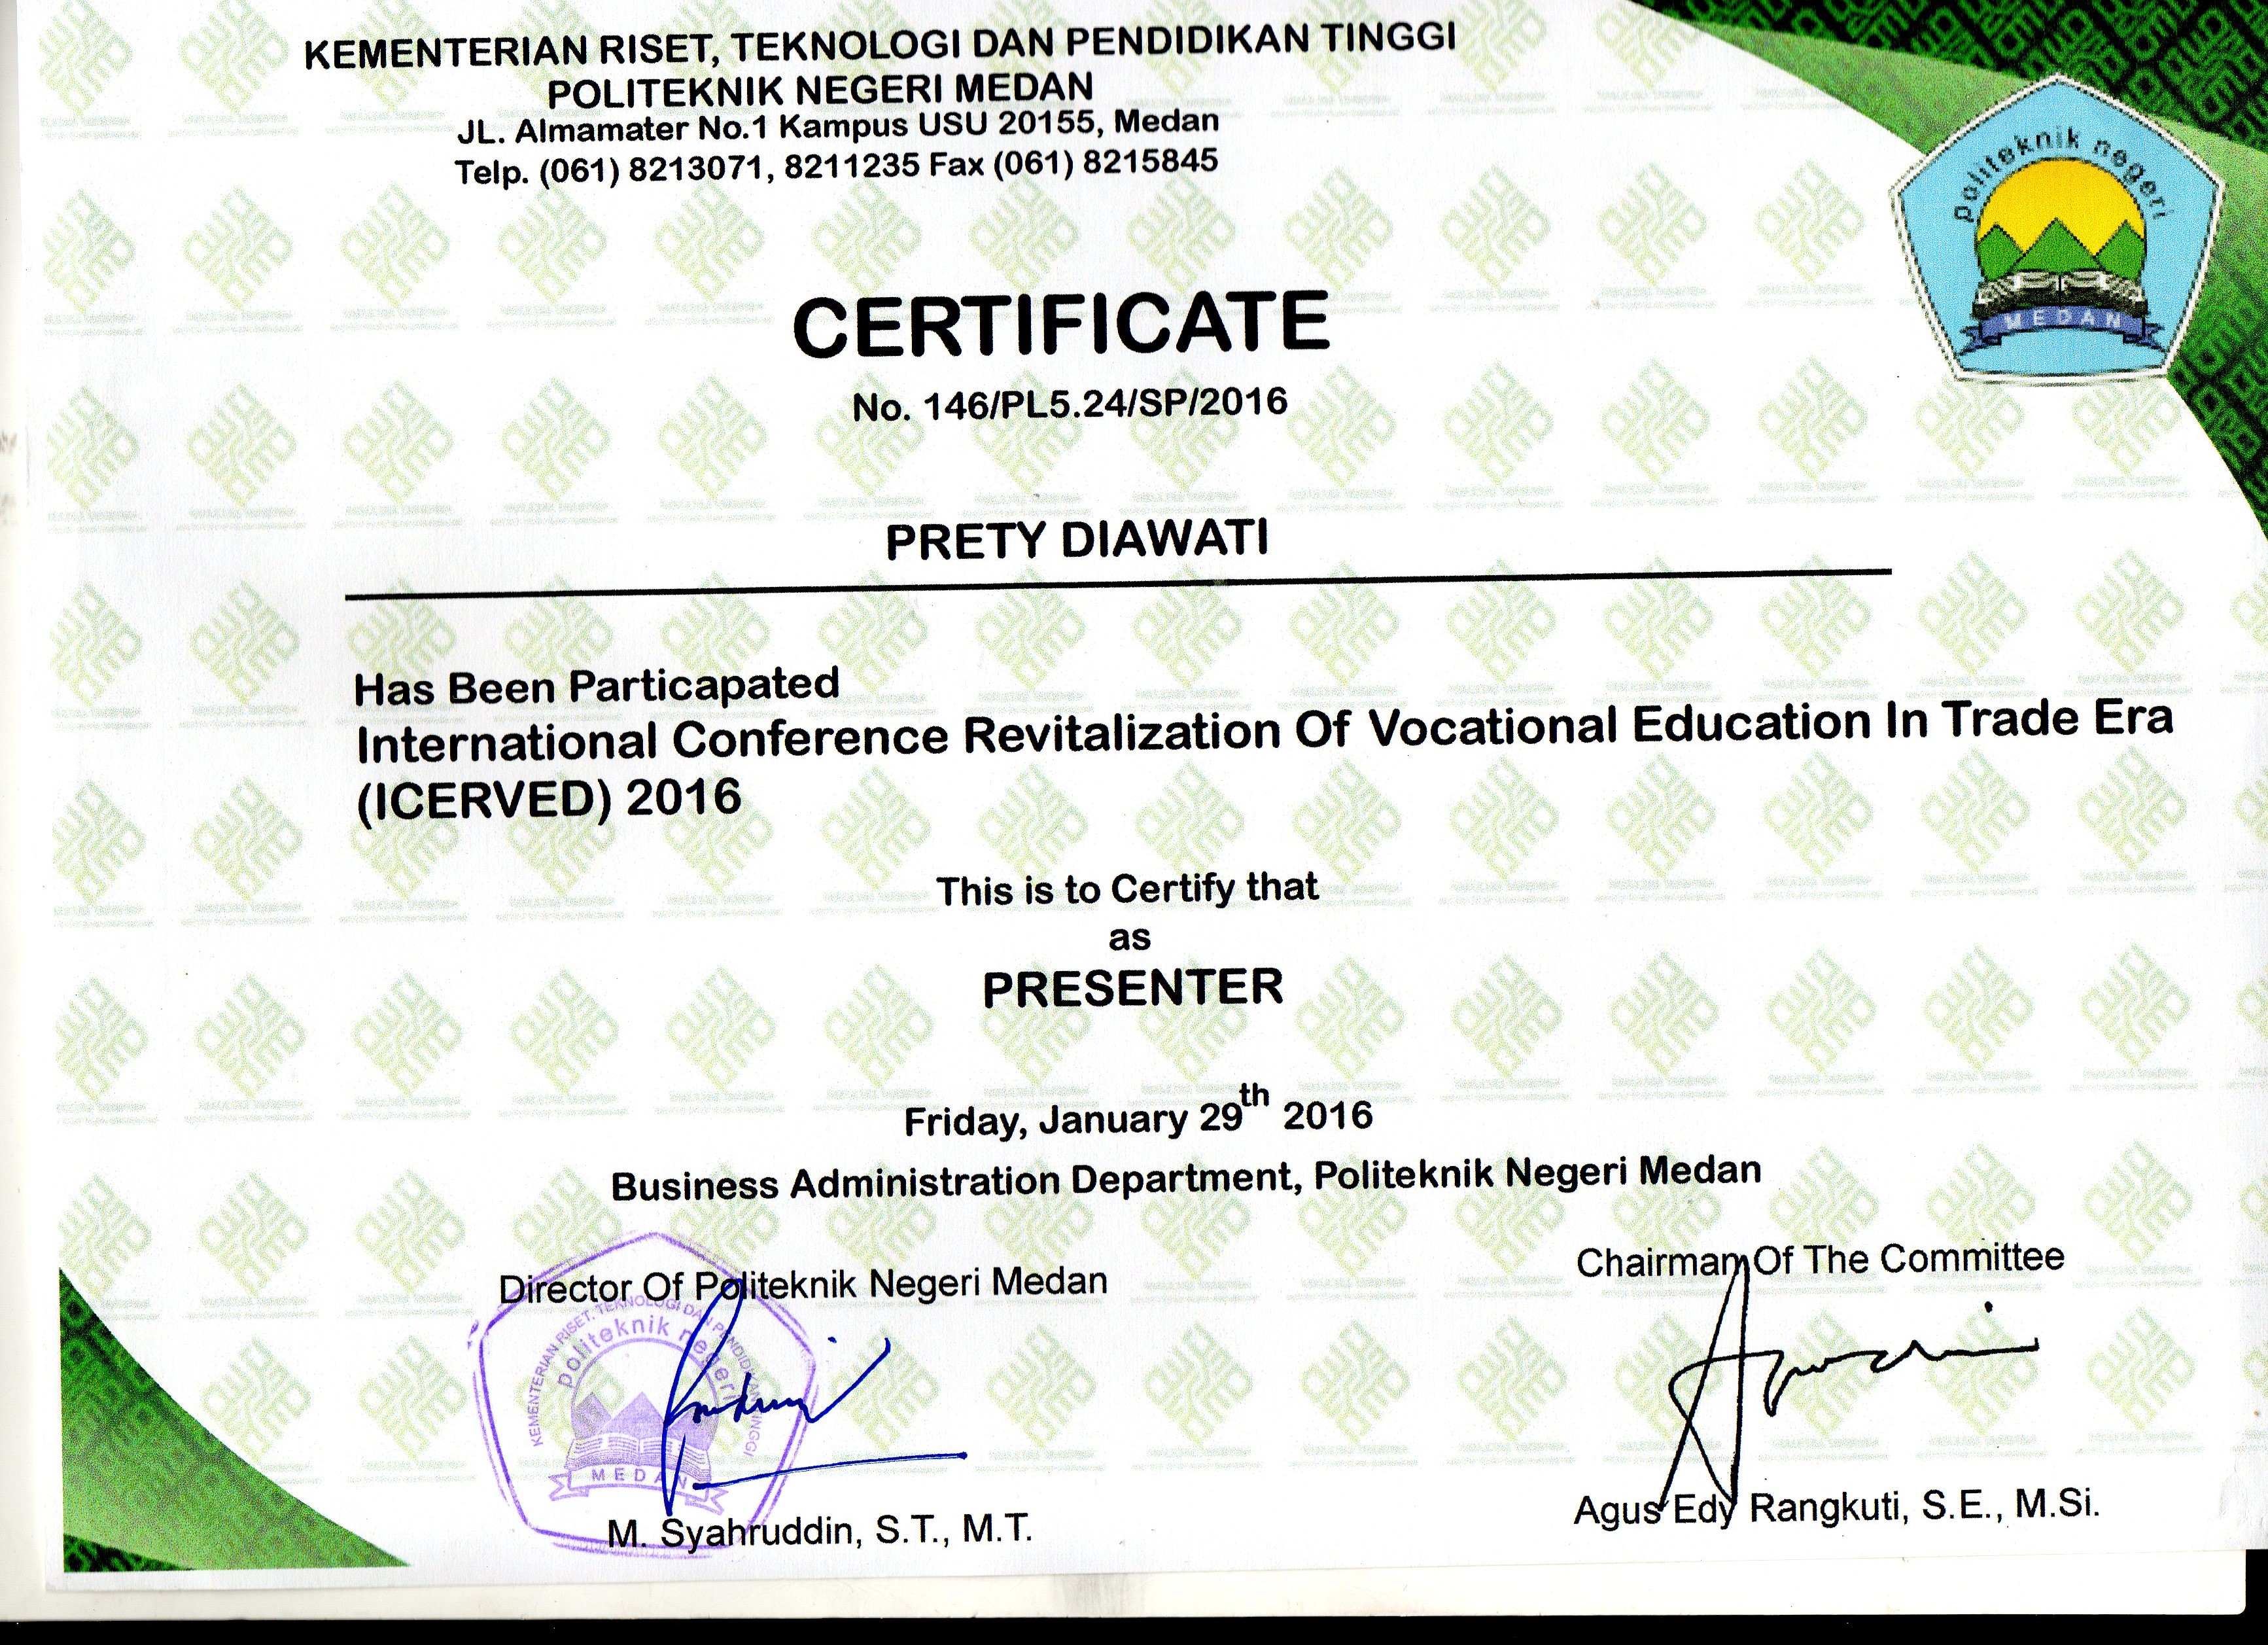 KEMENTERIAN RISET, TEKNOLOGI DAN PENDIDIKAN TINGGI
POLITEKNIK NEGERI MEDAN
JL. Almamater No.1 Kampus USU 20155, Medan
Telp. (061) 8213071, 8211235 Fax (061) 8215845
politeknik negeri
MEDAN
CERTIFICATE
No. 146/PL5.24/SP/2016
PRETY DIAWATI
Has Been Particapated
International Conference Revitalization Of Vocational Education In Trade Era
(ICERVED) 2016
This is to Certify that
as
PRESENTER
Friday, January 29th 2016
Business Administration Department, Politeknik Negeri Medan
Director Of Politeknik Negeri Medan
KEMENTERIAN RISET, TEKNOLOGI DAN PENDIDIKAN TINGGI
politeknik negeri
MEDAN
M. Syahruddin, S.T., M.T.
Chairman Of The Committee
Agus Edy Rangkuti, S.E., M.Si.